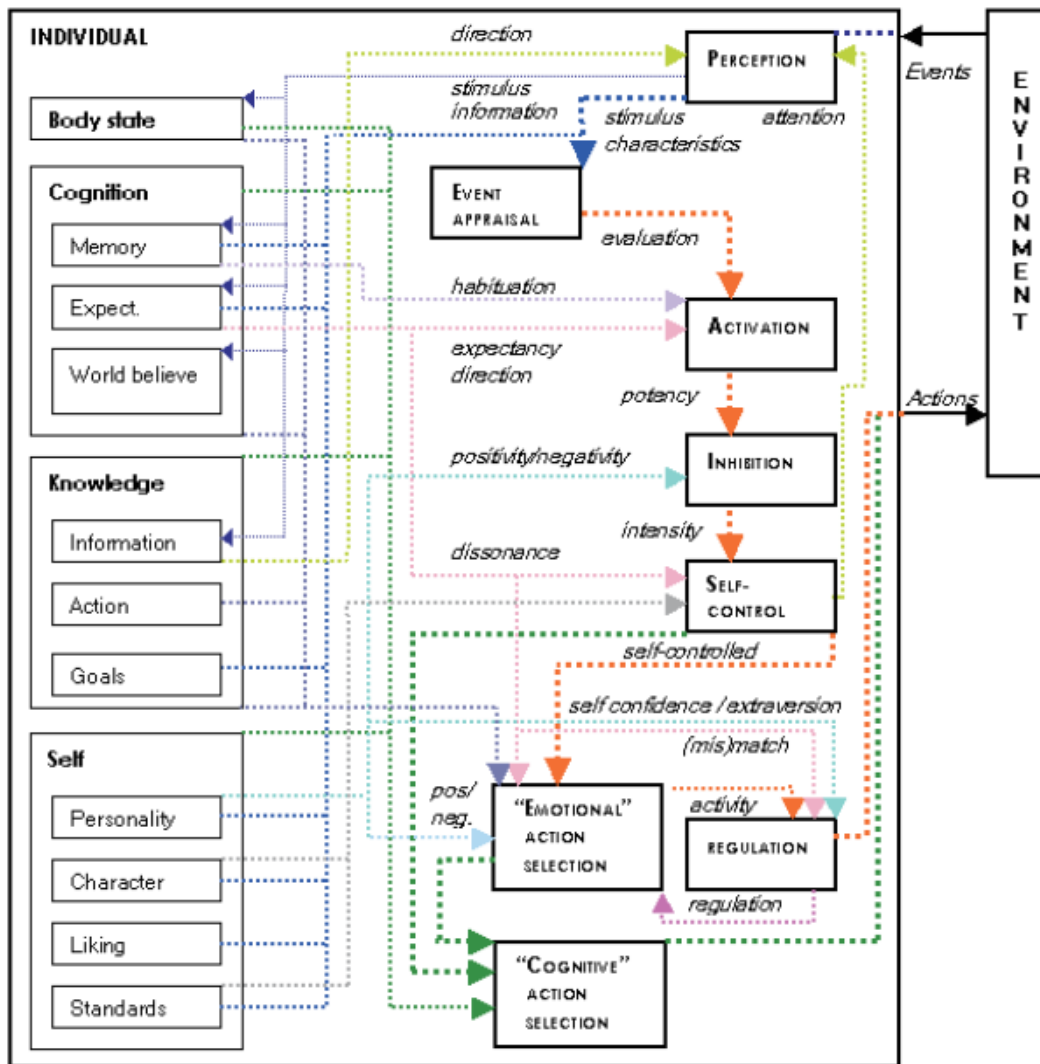 INDIVIDUAL
direction
PERCEPTION
Events
ENVIRONMENT
Body state
stimulus
information
stimulus
characteristics
attention
Cognition
EVENT
APPRAISAL
evaluation
Memory
habituation
Expect.
ACTIVATION
World believe
expectancy
direction
potency
Actions
positivity/negativity
INHIBITION
Knowledge
intensity
Information
dissonance
SELF-
CONTROL
Action
self-controlled
Goals
self confidence / extraversion
(mis)match
Self
pos/
neg.
"EMOTIONAL"
ACTION
SELECTION
activity
REGULATION
Personality
Character
regulation
Liking
"COGNITIVE"
ACTION
SELECTION
Standards